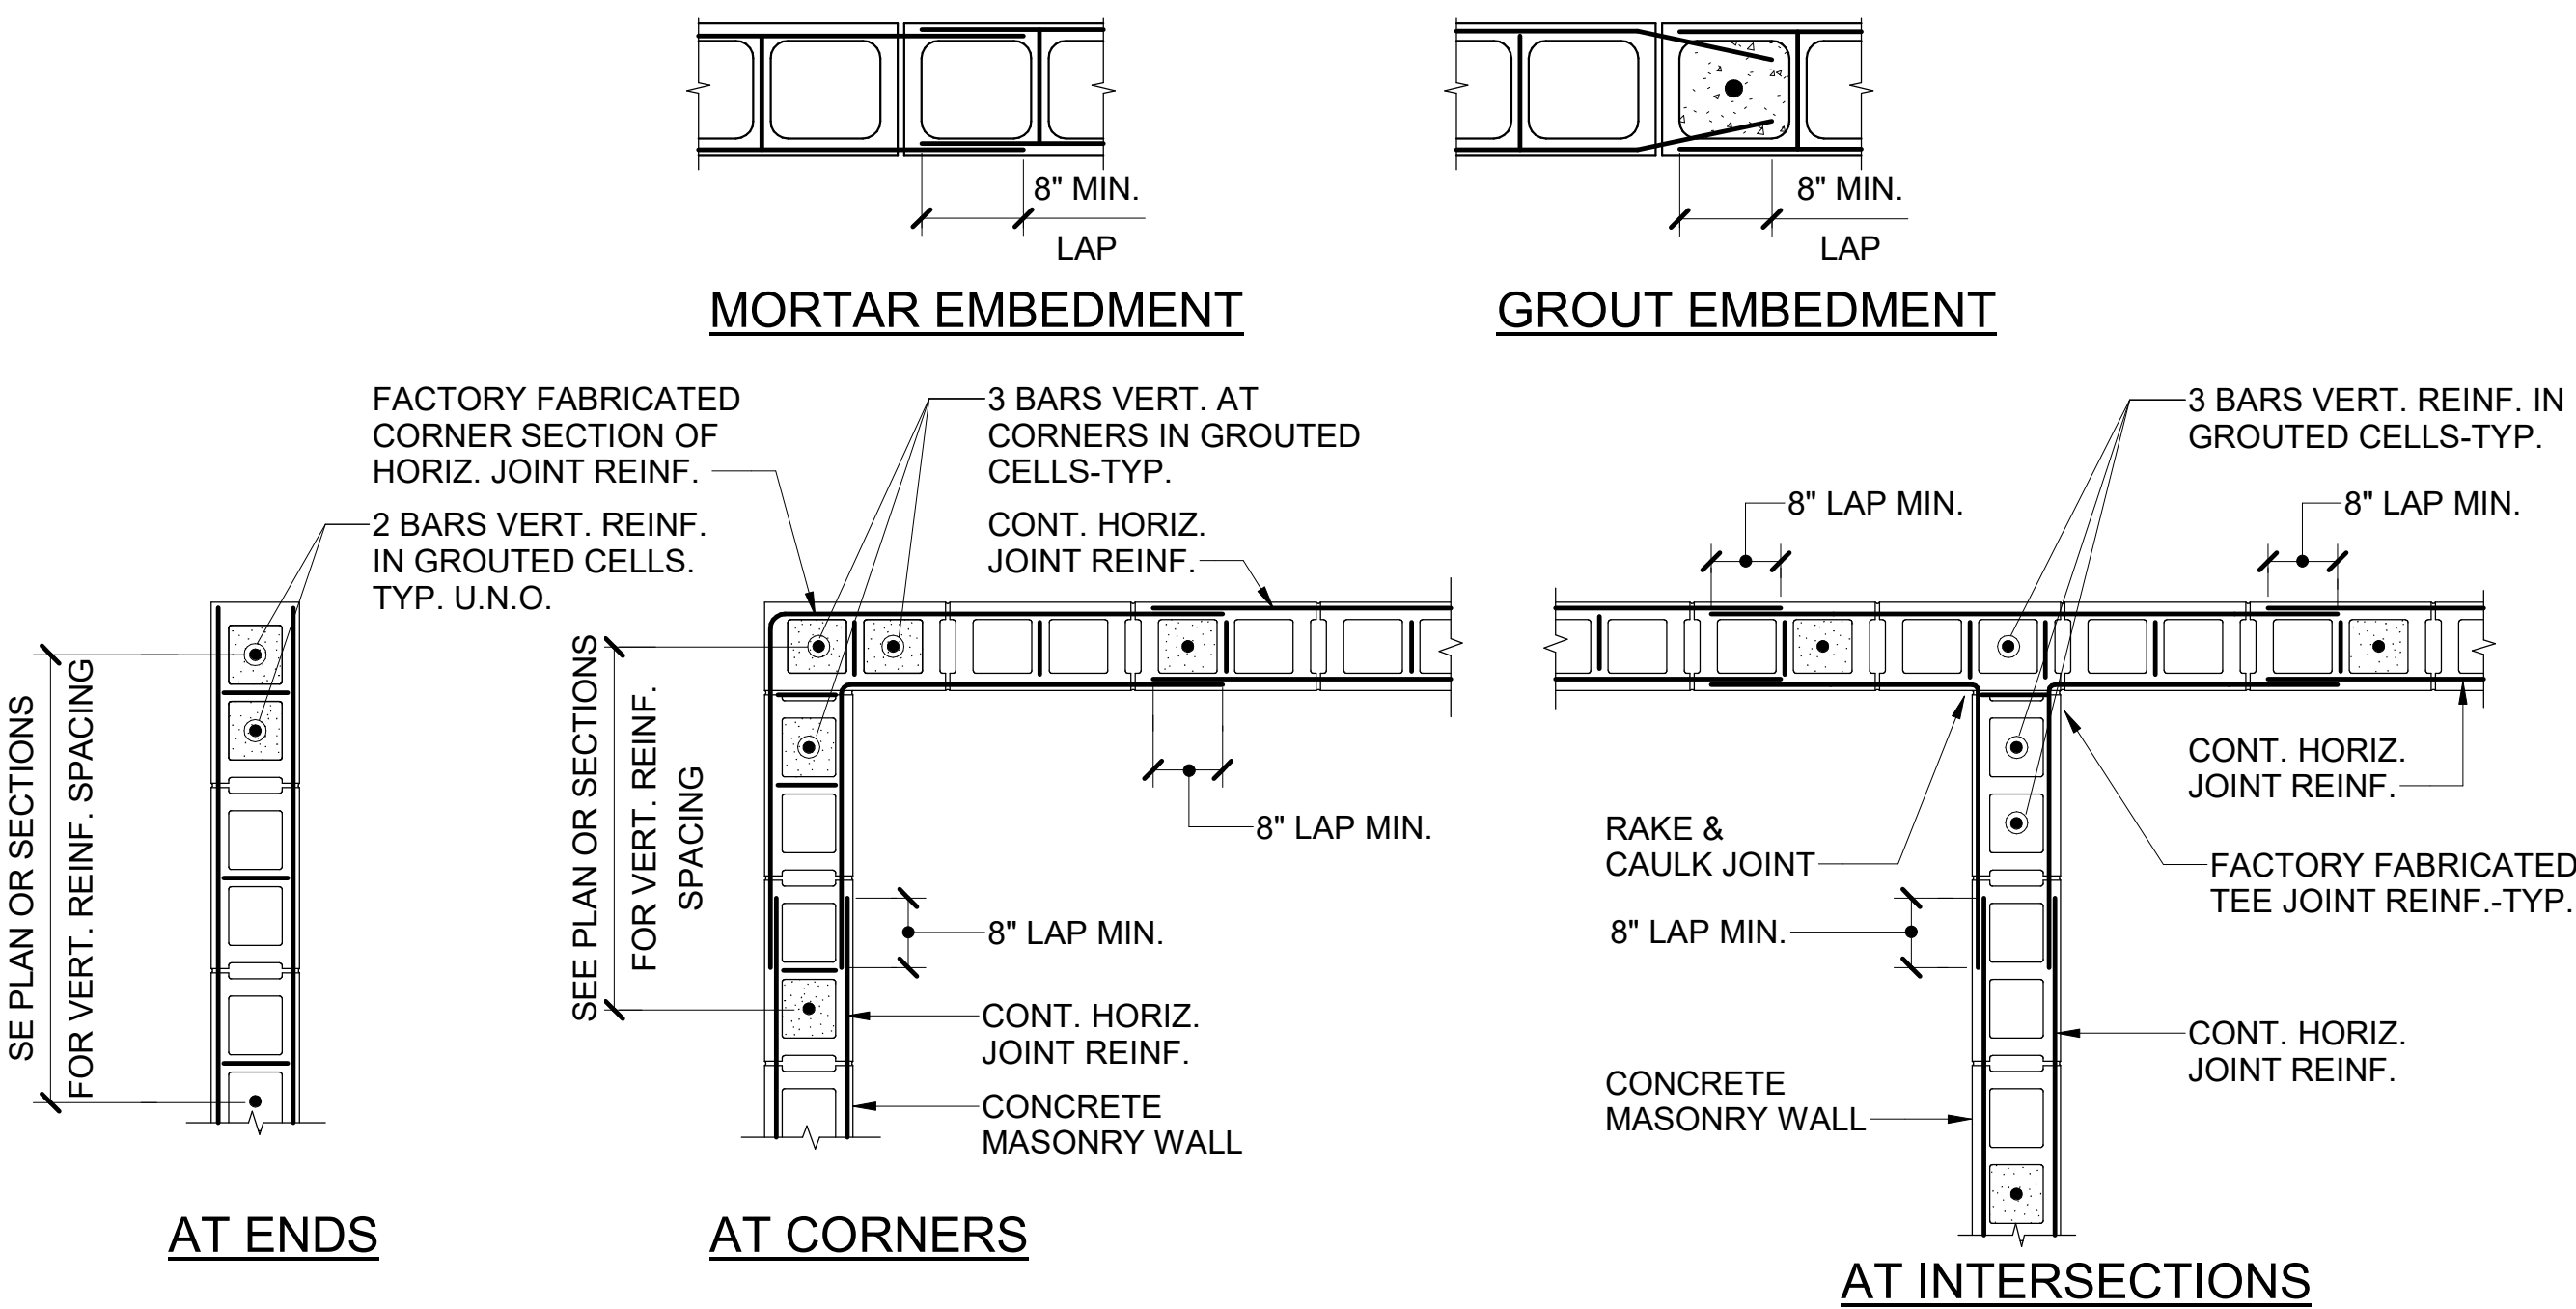 8" MIN.
LAP
MORTAR EMBEDMENT
8" MIN.
LAP
GROUT EMBEDMENT
FACTORY FABRICATED
CORNER SECTION OF
HORIZ. JOINT REINF.
2 BARS VERT. REINF.
IN GROUTED CELLS.
TYP. U.N.O.
SE PLAN OR SECTIONS
FOR VERT. REINF. SPACING
AT ENDS
3 BARS VERT. AT
CORNERS IN GROUTED
CELLS-TYP.
CONT. HORIZ.
JOINT REINF.
SEE PLAN OR SECTIONS
FOR VERT. REINF.
SPACING
8" LAP MIN.
8" LAP MIN.
CONT. HORIZ.
JOINT REINF.
CONCRETE
MASONRY WALL
AT CORNERS
3 BARS VERT. REINF. IN
GROUTED CELLS-TYP.
8" LAP MIN.
8" LAP MIN.
CONT. HORIZ.
JOINT REINF.
RAKE &
CAULK JOINT
FACTORY FABRICATED
TEE JOINT REINF.-TYP.
8" LAP MIN.
CONT. HORIZ.
JOINT REINF.
CONCRETE
MASONRY WALL
AT INTERSECTIONS